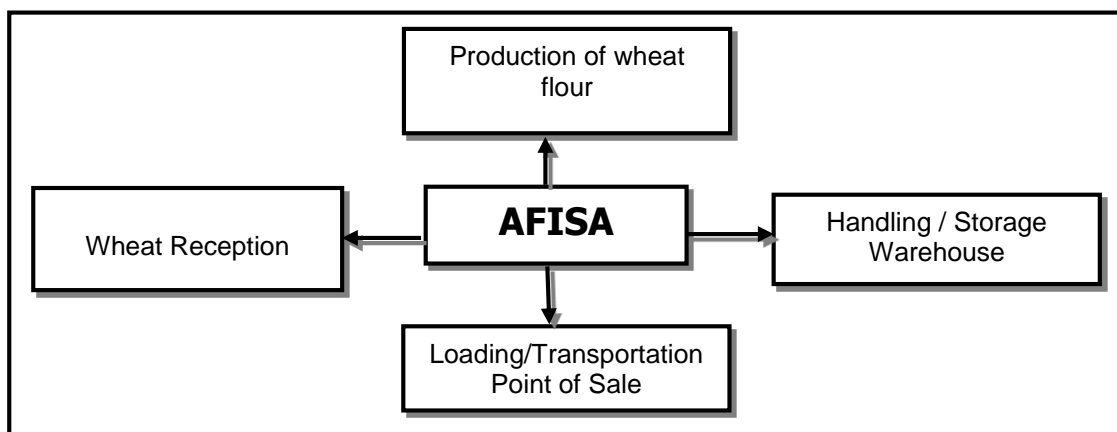 Production of wheat
flour
Wheat Reception
AFISA
Handling / Storage
Warehouse
Loading/Transportation
Point of Sale